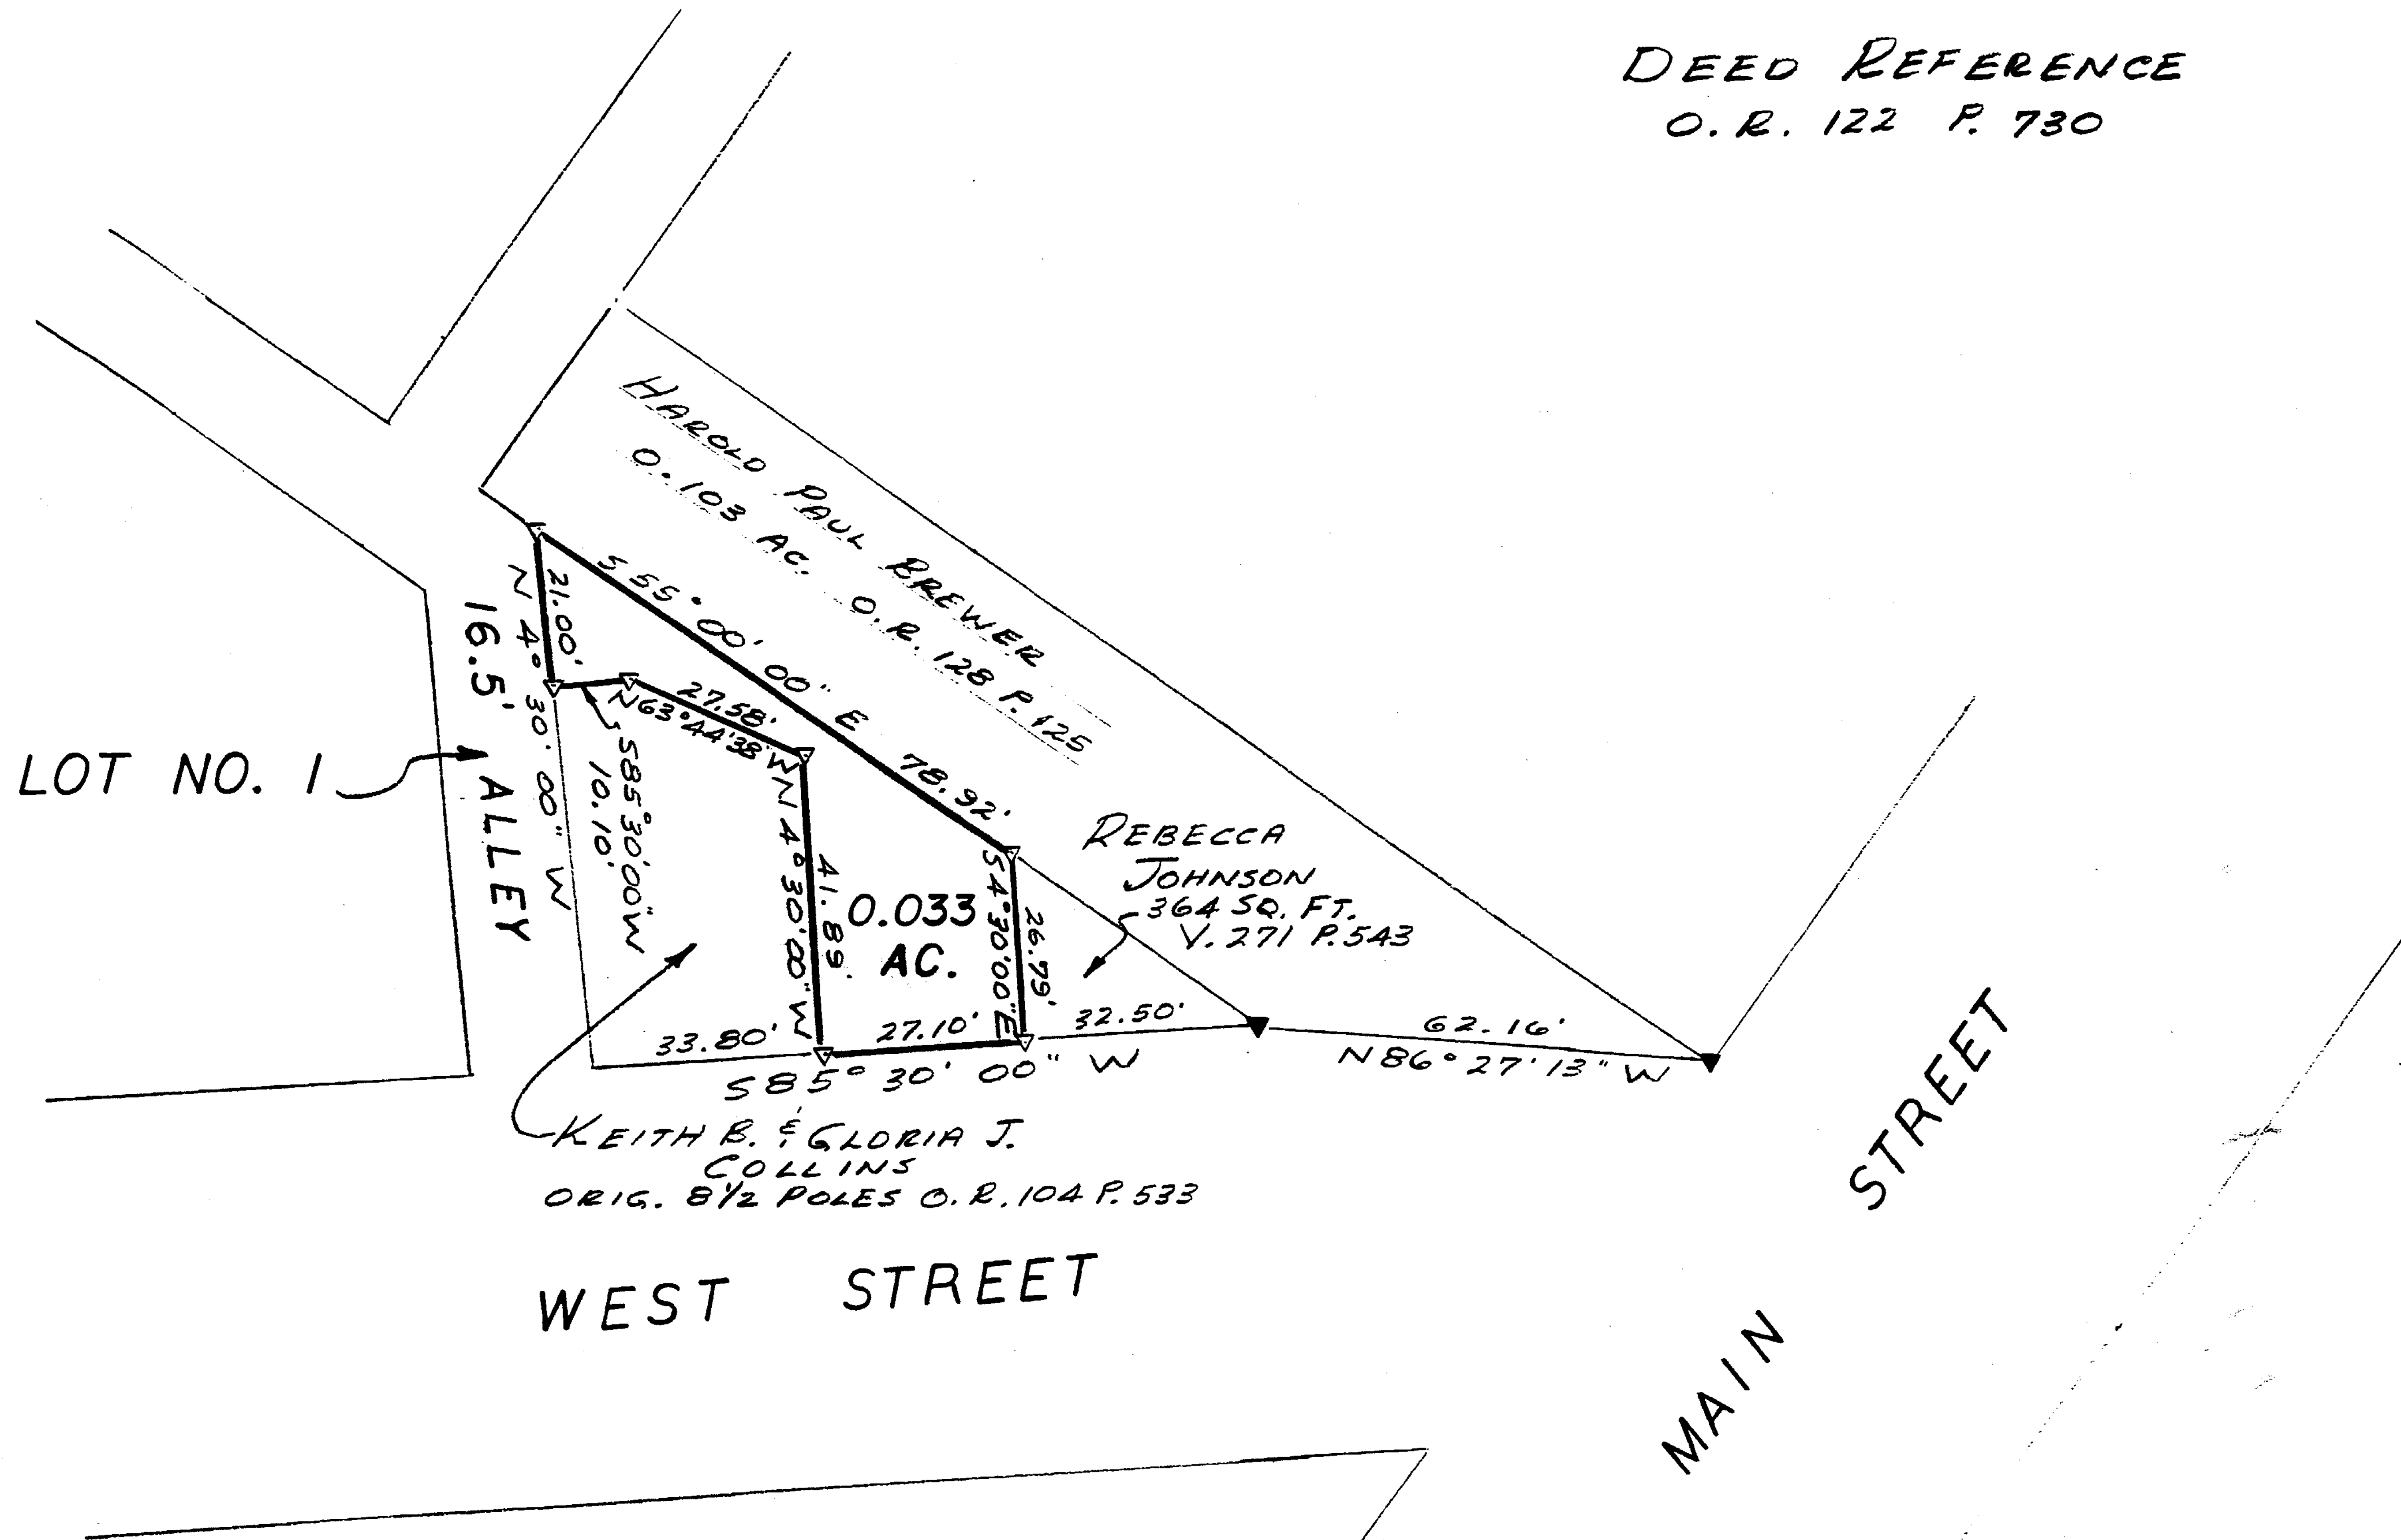 DEED REFERENCE
O.R. 122 P. 730
HAROLD PAUL BREWER
0.103 AC. O.R. 128 P. 125
S 55° 00' 00" E 78.92'
21.00'
N 4° 30' 00" W
16.5' ALLEY
LOT NO. 1
27.58'
N63°44'38"W
S85°30'00"W
10.10'
N 4°30'00" W
41.89'
0.033
AC.
S 4°30'00"E
26.79'
REBECCA
JOHNSON
364 SQ. FT.
V. 271 P. 543
33.80'
27.10'
32.50'
62.16'
S85° 30' 00" W
N86° 27' 13" W
KEITH B. & GLORIA J.
COLLINS
ORIG. 8 1/2 POLES O.R. 104 P. 533
WEST STREET
MAIN STREET